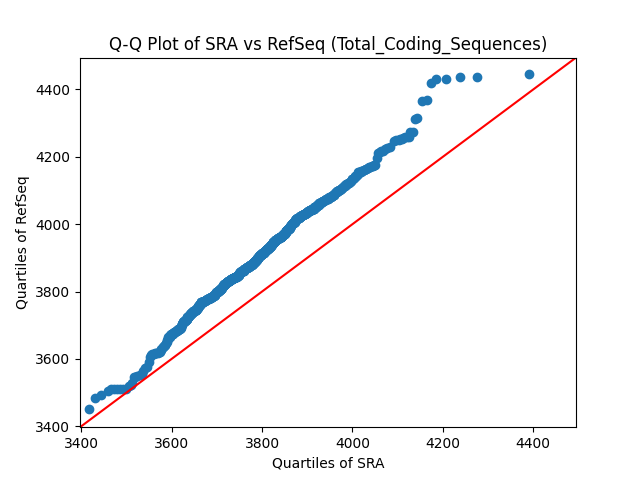 Q-Q Plot of SRA vs RefSeq (Total_Coding_Sequences)
4400
4200
4000
3800
3600
3400
Quartiles of RefSeq
3400 3600 3800 4000 4200 4400
Quartiles of SRA